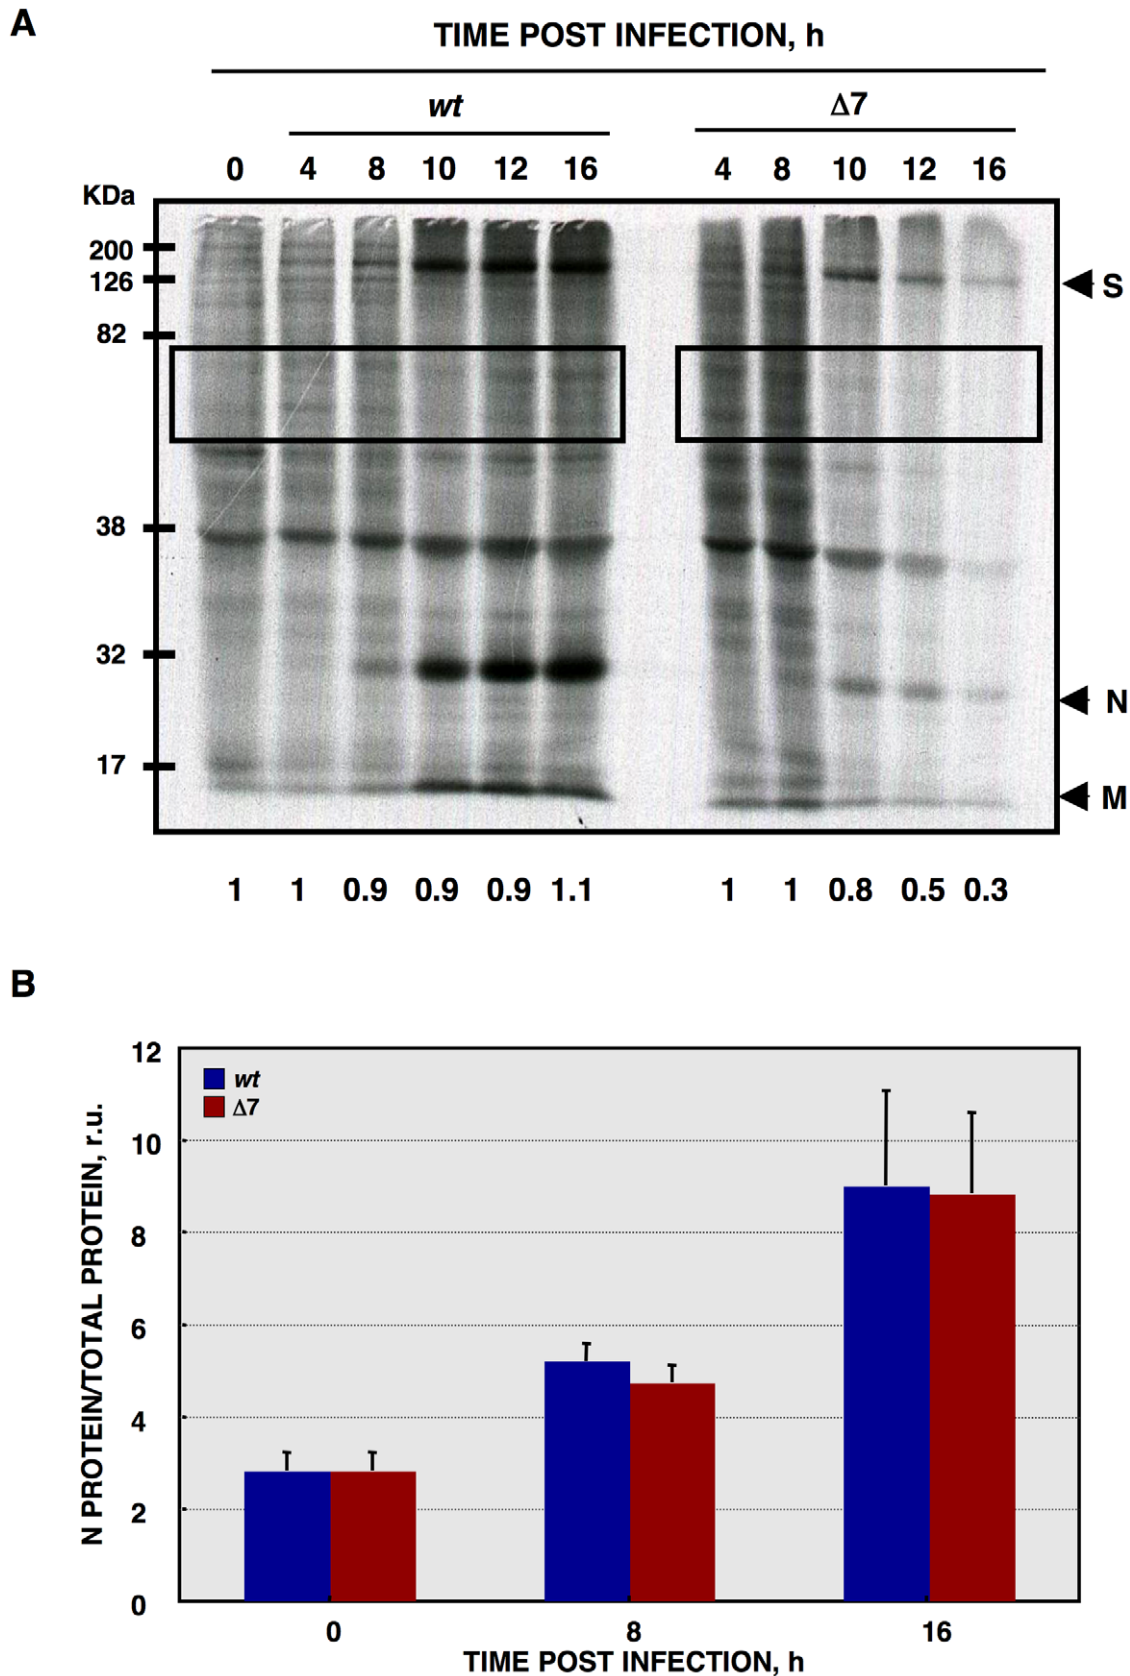 A
TIME POST INFECTION, h
wt Δ7
0 4 8 10 12 16 4 8 10 12 16
KDa
200
126
S
82
38
32
N
17
M
1 1 0.9 0.9 0.9 1.1 1 1 0.8 0.5 0.3
B
12
wt
Δ7
10
8
6
4
2
0
N PROTEIN/TOTAL PROTEIN, r.u.
0 8 16
TIME POST INFECTION, h